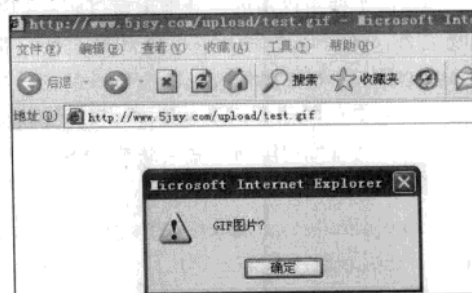 http://www.5jsy.com/upload/test.gif - Microsoft Inte
文件(F) 编辑(E) 查看(V) 收藏(A) 工具(T) 帮助(H)
后退 搜索 收藏夹
地址(D) http://www.5jsy.com/upload/test.gif
Microsoft Internet Explorer
GIF图片?
确定